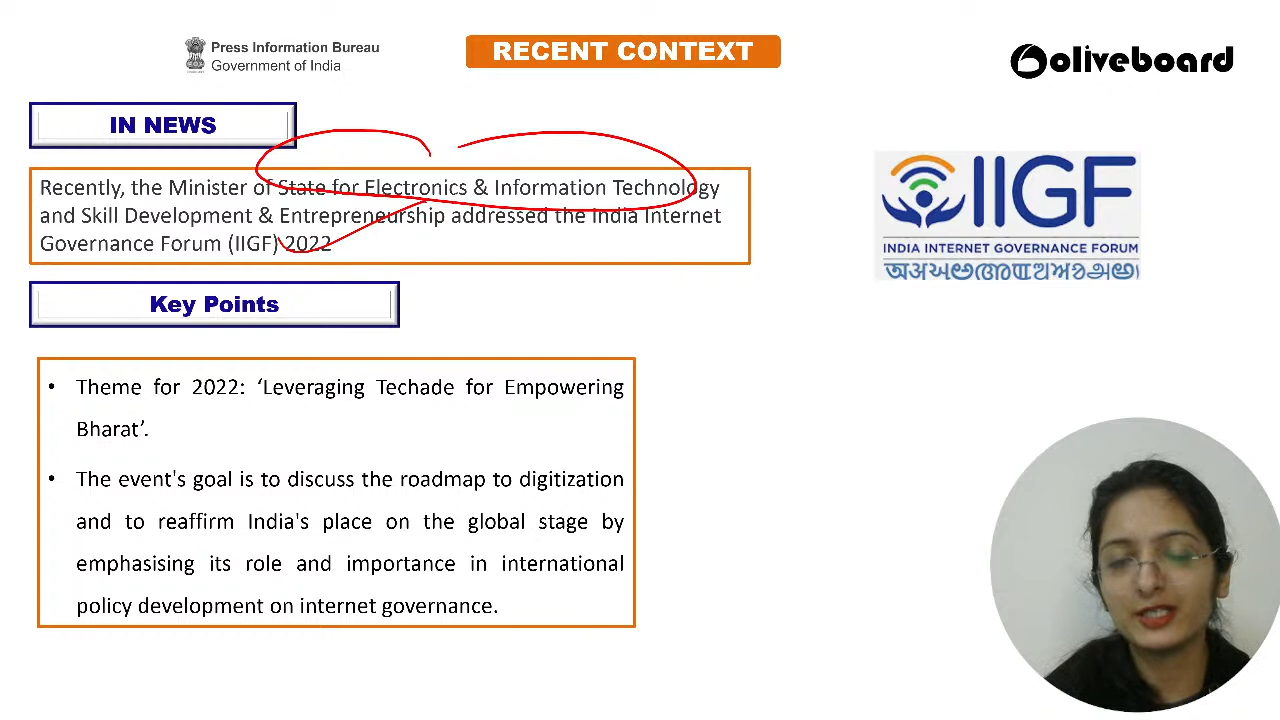 Press Information Bureau
Government of India
RECENT CONTEXT
oliveboard
IN NEWS
Recently, the Minister of State for Electronics & Information Technology
and Skill Development & Entrepreneurship addressed the India Internet
Governance Forum (IIGF) 2022
IIGF
INDIA INTERNET GOVERNANCE FORUM
Key Points
• Theme for 2022: ‘Leveraging Techade for Empowering
Bharat’.
• The event's goal is to discuss the roadmap to digitization
and to reaffirm India's place on the global stage by
emphasising its role and importance in international
policy development on internet governance.